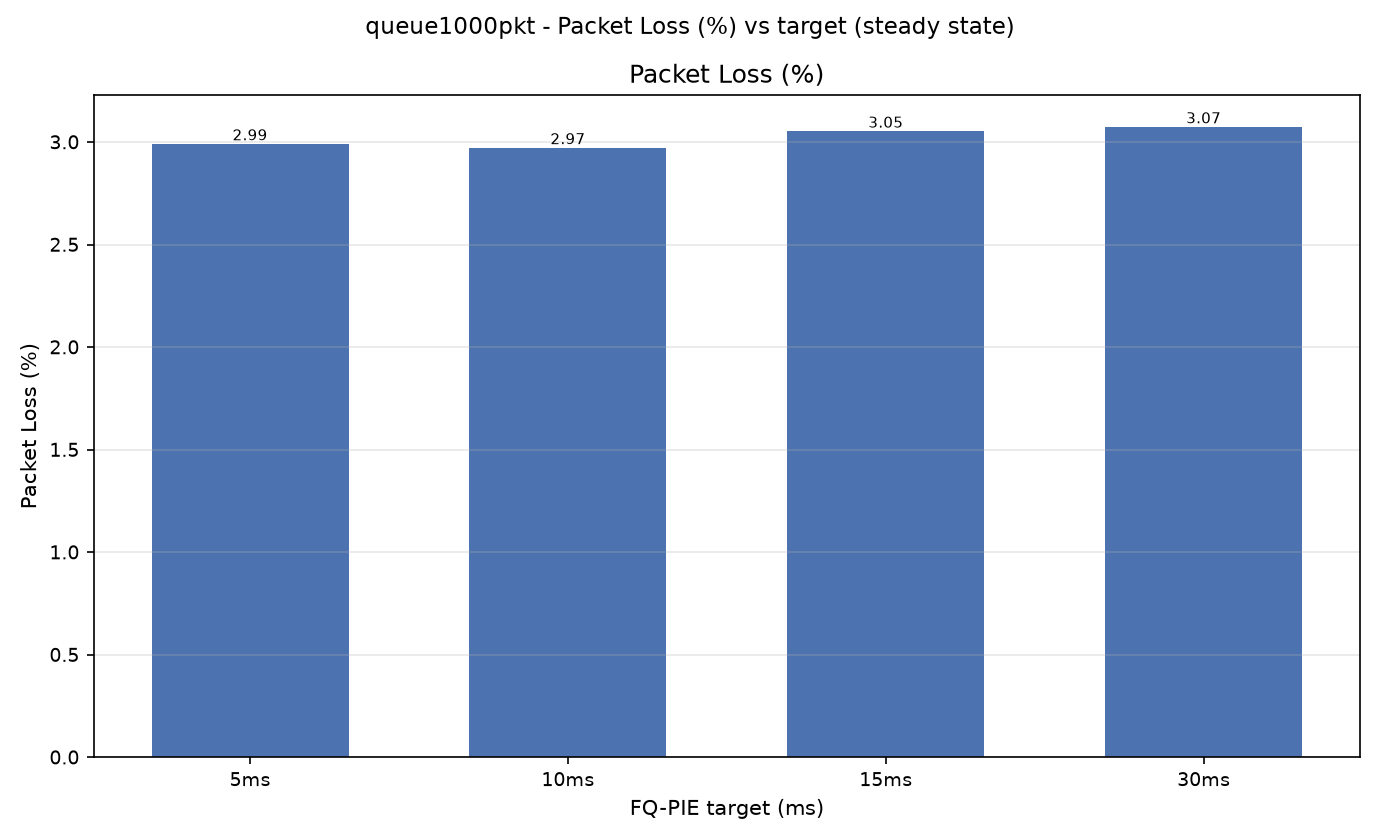 queue1000pkt - Packet Loss (%) vs target (steady state)
Packet Loss (%)
2.99
2.97
3.05
3.07
3.0
2.5
2.0
1.5
1.0
0.5
0.0
Packet Loss (%)
5ms
10ms
15ms
30ms
FQ-PIE target (ms)